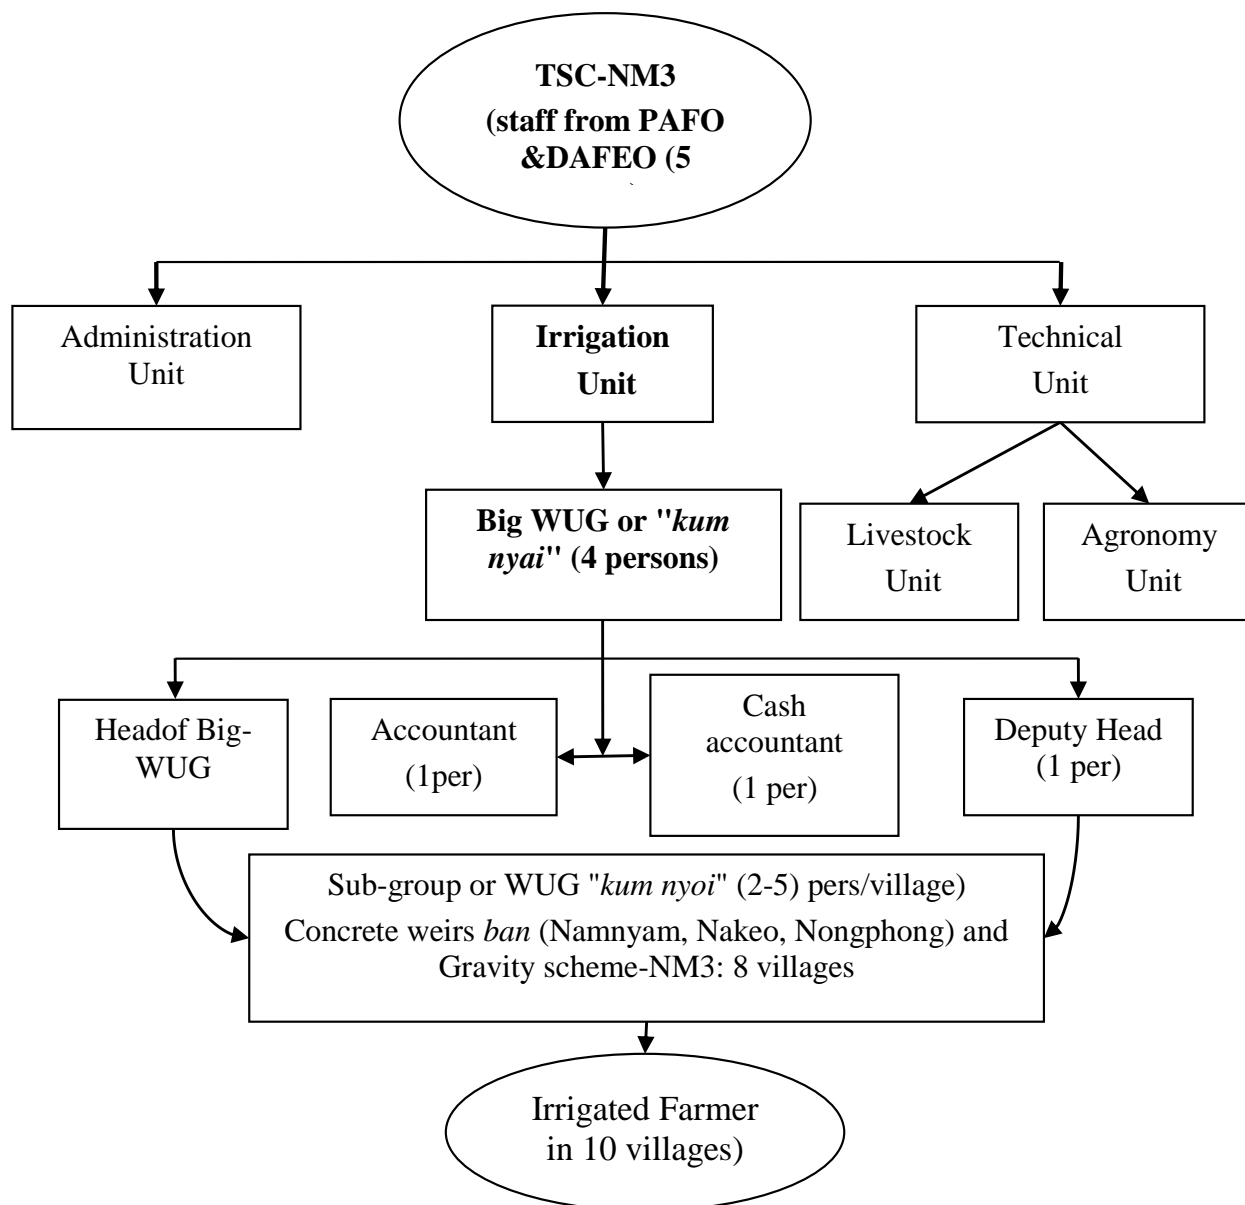 TSC-NM3
(staff from PAFO
&DAFEO (5
Administration
Unit
Irrigation
Unit
Technical
Unit
Big WUG or "kum
nyai" (4 persons)
Livestock
Unit
Agronomy
Unit
Headof Big-
WUG
Accountant
(1per)
Cash
accountant
(1 per)
Deputy Head
(1 per)
Sub-group or WUG "kum nyoi" (2-5) pers/village)
Concrete weirs ban (Namnyam, Nakeo, Nongphong) and
Gravity scheme-NM3: 8 villages
Irrigated Farmer
in 10 villages)